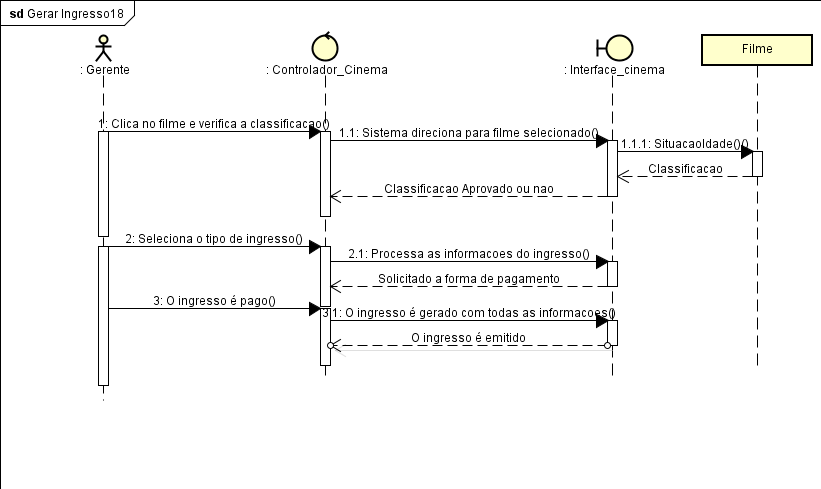 sd Gerar Ingresso18
: Gerente
: Controlador_Cinema
: Interface_cinema
Filme
1: Clica no filme e verifica a classificacao()
1.1: Sistema direciona para filme selecionado()
1.1.1: SituacaoIdade()()
Classificacao
Classificacao Aprovado ou nao
2: Seleciona o tipo de ingresso()
2.1: Processa as informacoes do ingresso()
Solicitado a forma de pagamento
3: O ingresso é pago()
3.1: O ingresso é gerado com todas as informacoes()
O ingresso é emitido